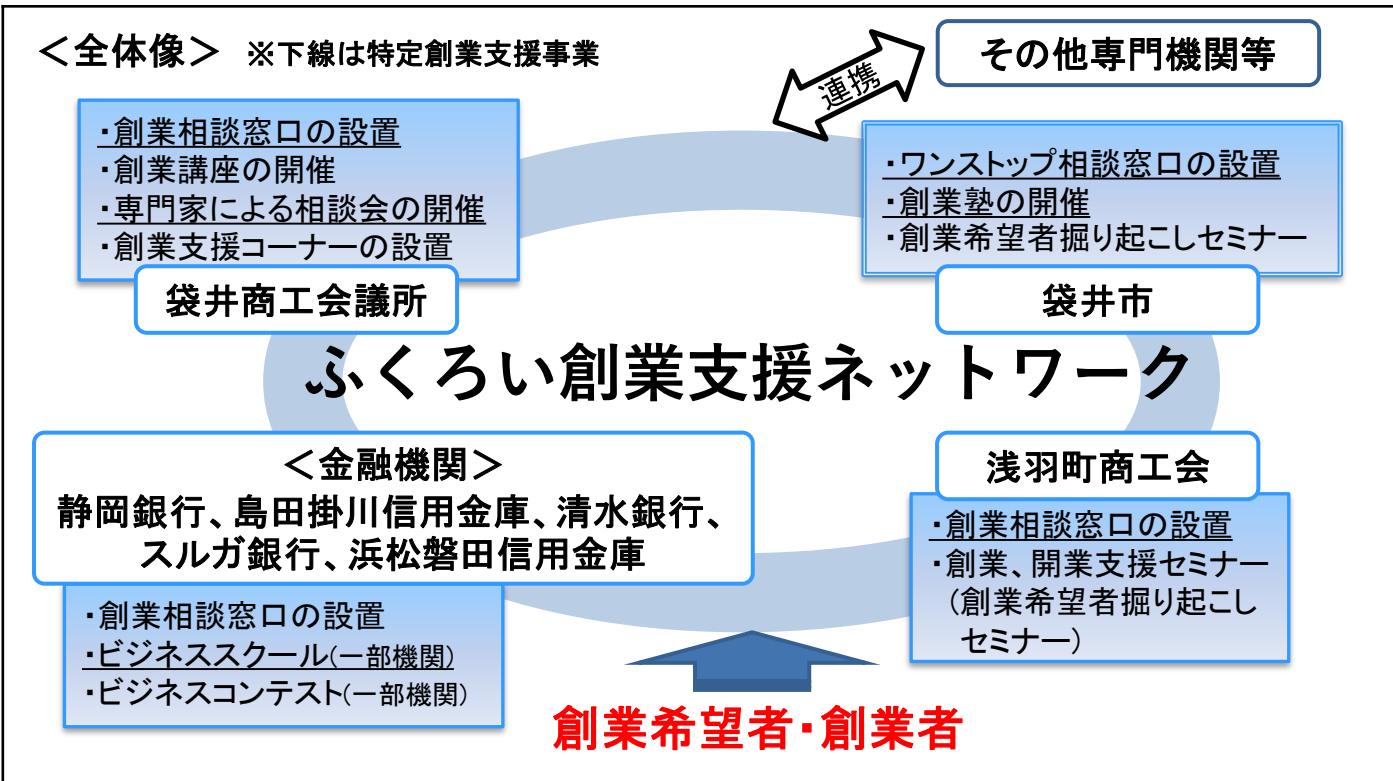 ＜全体像＞ ※下線は特定創業支援事業
連携
その他専門機関等
・創業相談窓口の設置
・創業講座の開催
・専門家による相談会の開催
・創業支援コーナーの設置
袋井商工会議所
・ワンストップ相談窓口の設置
・創業塾の開催
・創業希望者掘り起こしセミナー
袋井市
ふくろい創業支援ネットワーク
＜金融機関＞
静岡銀行、島田掛川信用金庫、清水銀行、
スルガ銀行、浜松磐田信用金庫
・創業相談窓口の設置
・ビジネススクール(一部機関)
・ビジネスコンテスト(一部機関)
浅羽町商工会
・創業相談窓口の設置
・創業、開業支援セミナー
（創業希望者掘り起こし
セミナー）
創業希望者・創業者